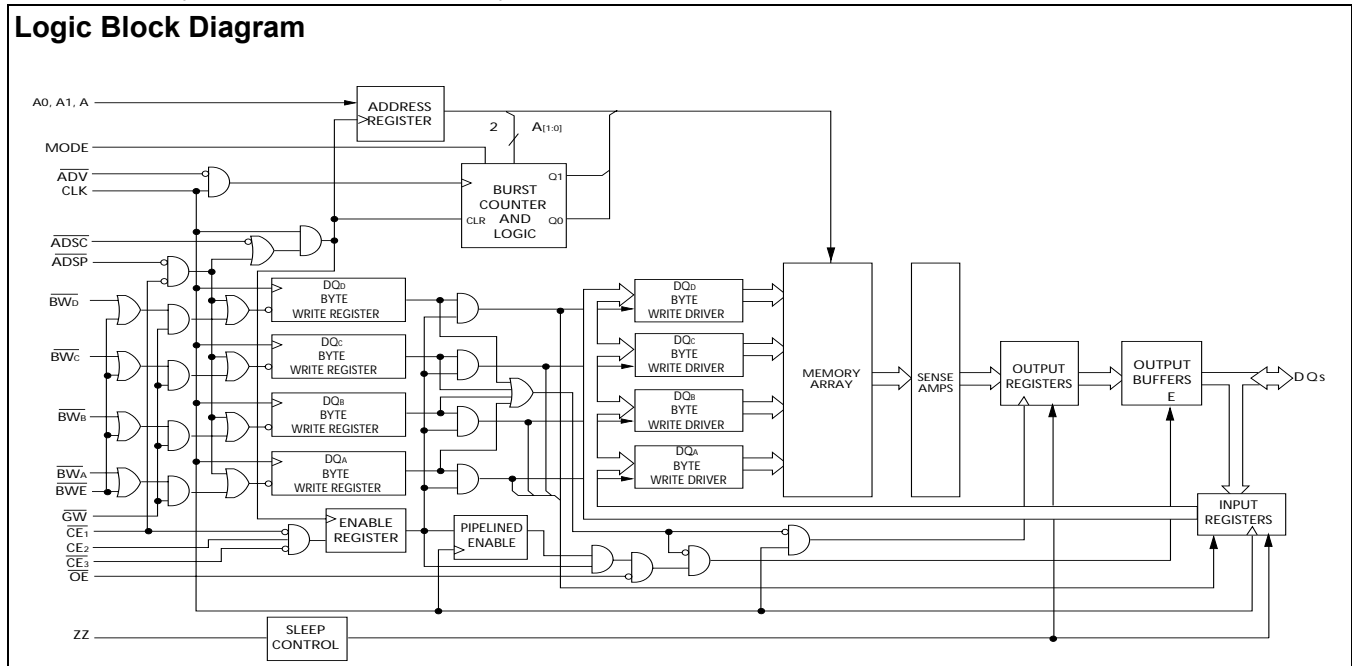 Logic Block Diagram
A0, A1, A
ADDRESS
REGISTER
2 A[1:0]
MODE
ADV
CLK
BURST
COUNTER
AND
LOGIC
Q1
CLR
Q0
ADSC
ADSP
BWD
DQD
BYTE
WRITE REGISTER
DQD
BYTE
WRITE DRIVER
BWC
DQC
BYTE
WRITE REGISTER
DQC
BYTE
WRITE DRIVER
BWB
DQB
BYTE
WRITE REGISTER
DQB
BYTE
WRITE DRIVER
BWA
BWE
DQA
BYTE
WRITE REGISTER
DQA
BYTE
WRITE DRIVER
MEMORY
ARRAY
SENSE
AMPS
OUTPUT
REGISTERS
OUTPUT
BUFFERS
E
DQs
INPUT
REGISTERS
GW
CE1
CE2
CE3
OE
ENABLE
REGISTER
PIPELINED
ENABLE
ZZ
SLEEP
CONTROL